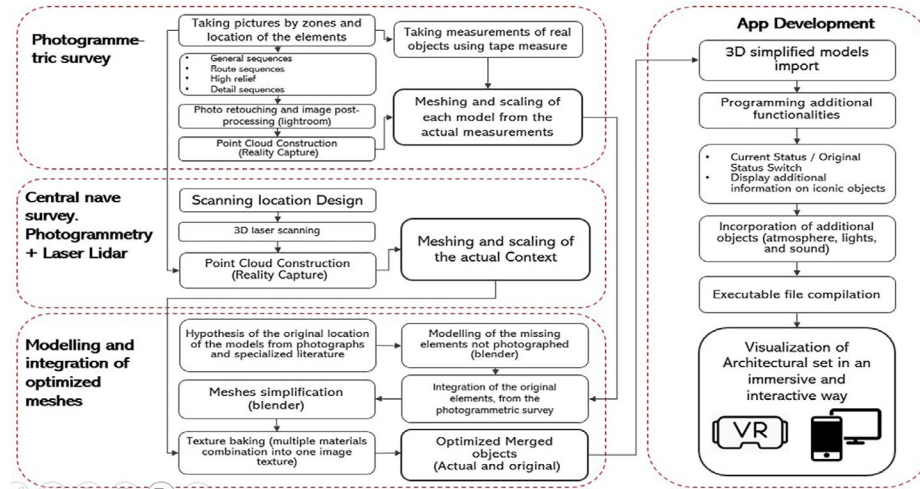 Photogramme-
tric survey
Taking pictures by zones and
location of the elements
• General sequences
• Route sequences
• High relief
• Detail sequences
Photo retouching and image post-
processing (lightroom)
Point Cloud Construction
(Reality Capture)
Taking measurements of real
objects using tape measure
Meshing and scaling of
each model from the
actual measurements
Central nave
survey.
Photogrammetry
+ Laser Lidar
Scanning location Design
3D laser scanning
Point Cloud Construction
(Reality Capture)
Meshing and scaling of
the actual Context
Modelling and
integration of
optimized
meshes
Hypothesis of the original location
of the models from photographs
and specialized literature
Modelling of the missing
elements not photographed
(blender)
Meshes simplification
(blender)
Integration of the original
elements, from the
photogrammetric survey
Texture baking (multiple materials
combination into one image
texture)
Optimized Merged
objects
(Actual and original)
App Development
3D simplified models
import
Programming additional
functionalities
• Current Status / Original
Status Switch
• Display additional
information on iconic objects
Incorporation of additional
objects (atmosphere, lights,
and sound)
Executable file compilation
Visualization of
Architectural set in an
immersive and
interactive way
VR